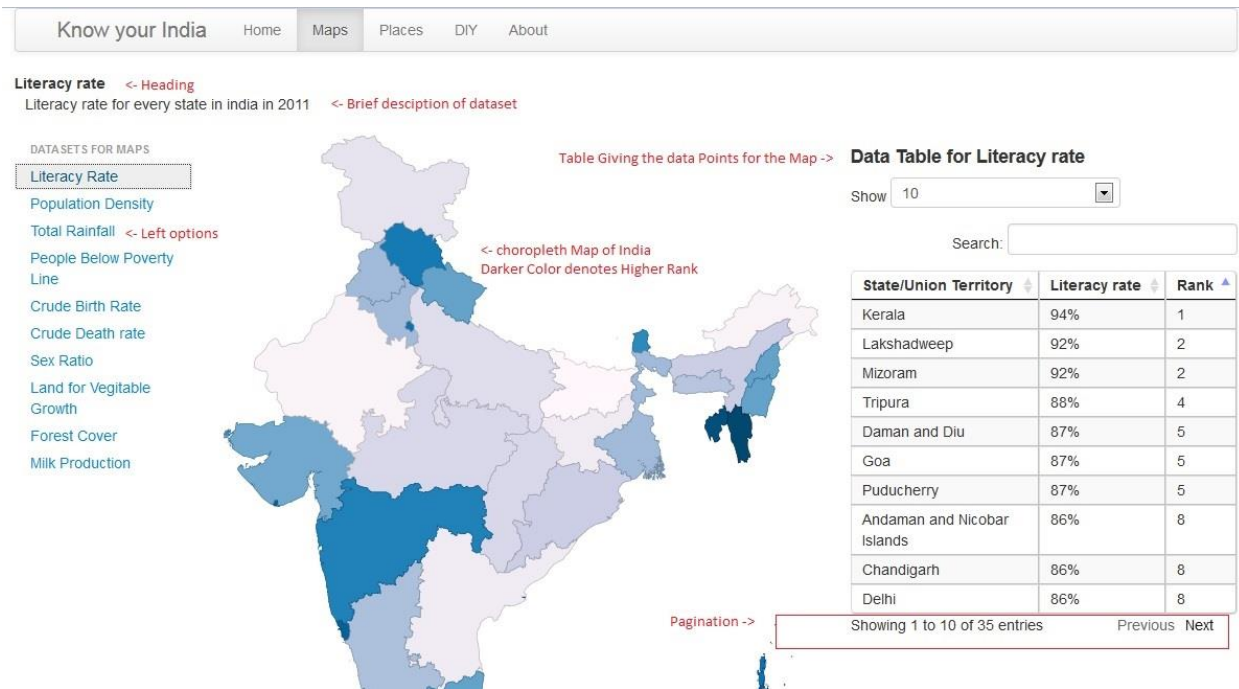 Know your India Home Maps Places DIY About
Literacy rate <- Heading
Literacy rate for every state in india in 2011 <- Brief desciption of dataset
DATASETS FOR MAPS
Literacy Rate
Population Density
Total Rainfall <- Left options
People Below Poverty
Line
Crude Birth Rate
Crude Death rate
Sex Ratio
Land for Vegitable
Growth
Forest Cover
Milk Production
<- choropleth Map of India
Darker Color denotes Higher Rank
Table Giving the data Points for the Map -> Data Table for Literacy rate
Show 10
Search:
State/Union Territory Literacy rate Rank
Kerala 94% 1
Lakshadweep 92% 2
Mizoram 92% 2
Tripura 88% 4
Daman and Diu 87% 5
Goa 87% 5
Puducherry 87% 5
Andaman and Nicobar 86% 8
Islands
Chandigarh 86% 8
Delhi 86% 8
Pagination -> Showing 1 to 10 of 35 entries Previous Next